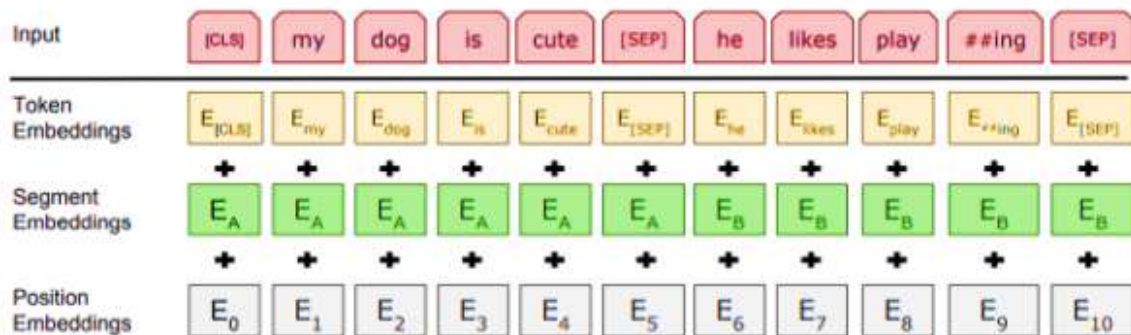 Input [CLS] my dog is cute [SEP] he likes play ##ing [SEP]
Token
Embeddings E[CLS] Emy Edog Eis Ecute E[SEP] Ehe Elikes Eplay E##ing E[SEP]
+ + + + + + + + + + +
Segment
Embeddings EA EA EA EA EA EA EB EB EB EB EB
+ + + + + + + + + + +
Position
Embeddings E0 E1 E2 E3 E4 E5 E6 E7 E8 E9 E10